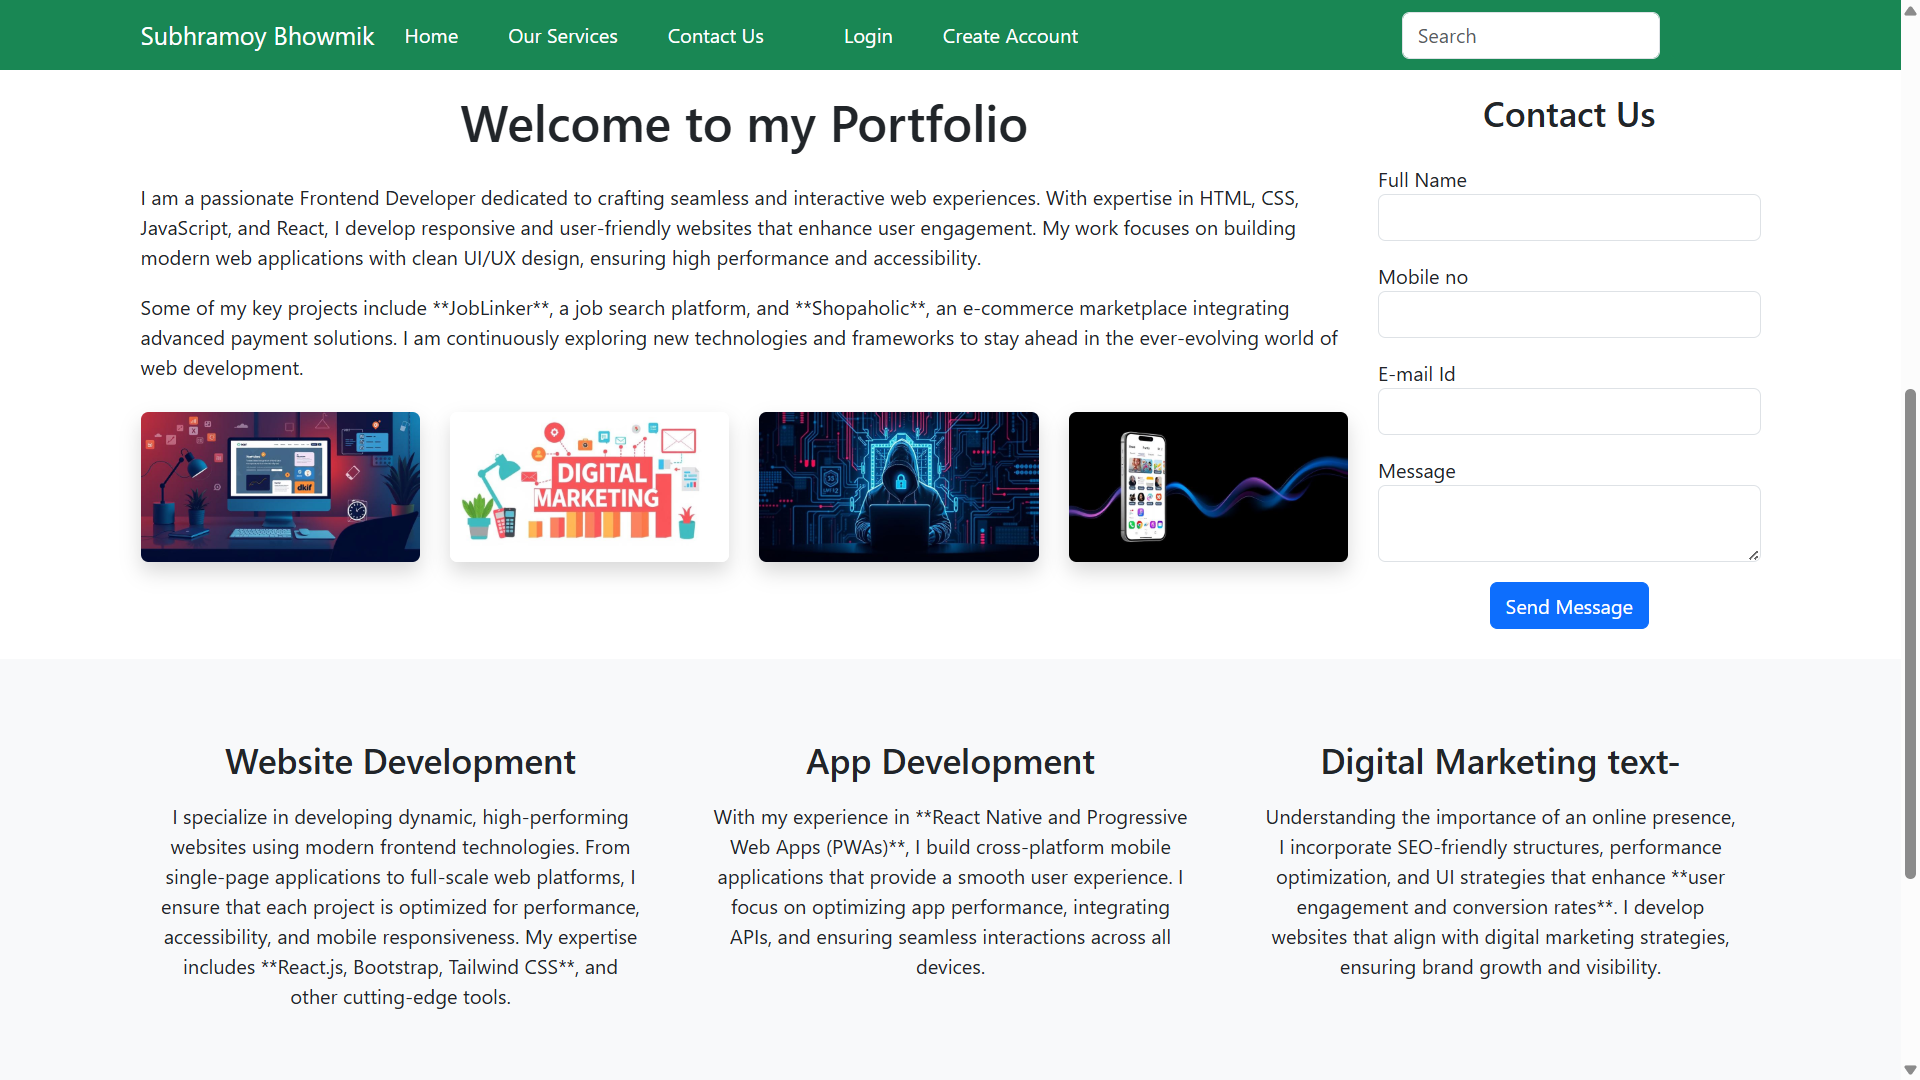 Subhramoy Bhowmik Home Our Services Contact Us Login Create Account Search
Welcome to my Portfolio
I am a passionate Frontend Developer dedicated to crafting seamless and interactive web experiences. With expertise in HTML, CSS,
JavaScript, and React, I develop responsive and user-friendly websites that enhance user engagement. My work focuses on building
modern web applications with clean UI/UX design, ensuring high performance and accessibility.
Some of my key projects include **JobLinker**, a job search platform, and **Shopaholic**, an e-commerce marketplace integrating
advanced payment solutions. I am continuously exploring new technologies and frameworks to stay ahead in the ever-evolving world of
web development.
dkif
DIGITAL
MARKETING
Contact Us
Full Name
Mobile no
E-mail Id
Message
Send Message
Website Development
I specialize in developing dynamic, high-performing
websites using modern frontend technologies. From
single-page applications to full-scale web platforms, I
ensure that each project is optimized for performance,
accessibility, and mobile responsiveness. My expertise
includes **React.js, Bootstrap, Tailwind CSS**, and
other cutting-edge tools.
App Development
With my experience in **React Native and Progressive
Web Apps (PWAs)**, I build cross-platform mobile
applications that provide a smooth user experience. I
focus on optimizing app performance, integrating
APIs, and ensuring seamless interactions across all
devices.
Digital Marketing text-
Understanding the importance of an online presence,
I incorporate SEO-friendly structures, performance
optimization, and UI strategies that enhance **user
engagement and conversion rates**. I develop
websites that align with digital marketing strategies,
ensuring brand growth and visibility.